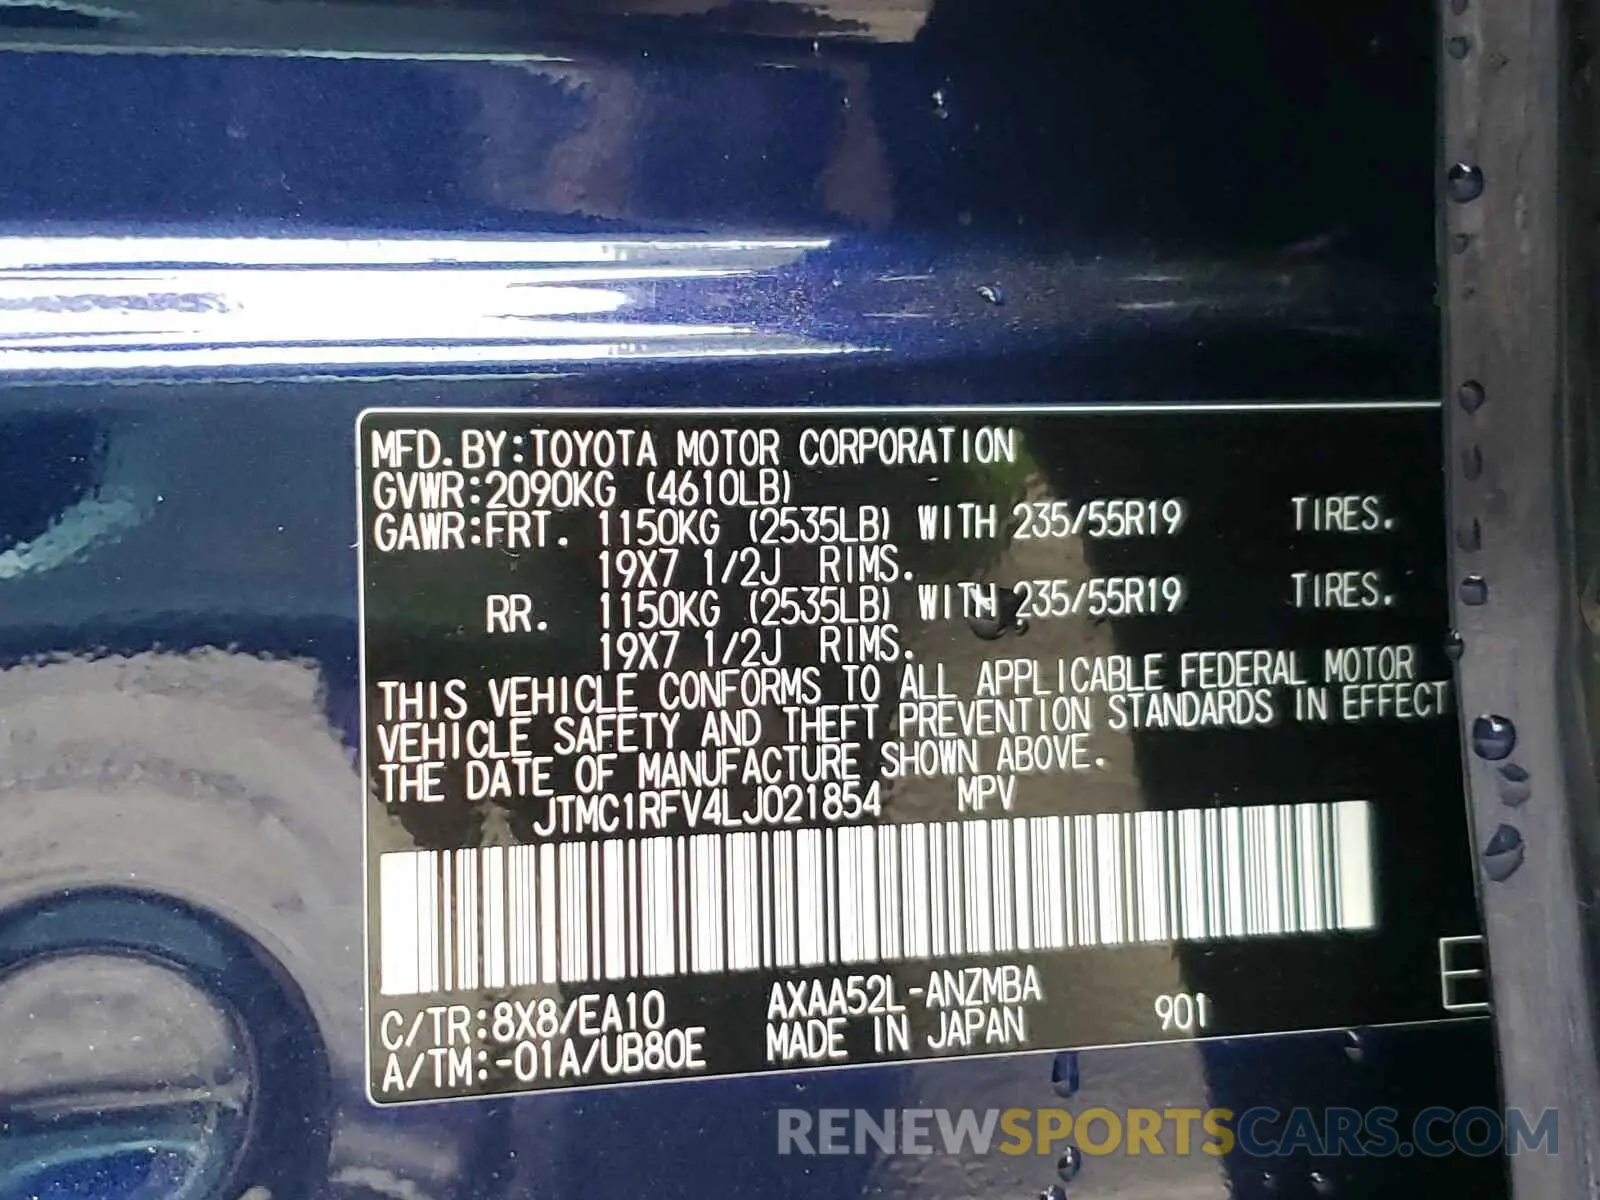 MFD.BY:TOYOTA MOTOR CORPORATION
GVWR:2090KG (4610LB)
GAWR:FRT. 1150KG (2535LB) WITH 235/55R19 TIRES.
19X7 1/2J RIMS.
RR. 1150KG (2535LB) WITH 235/55R19 TIRES.
19X7 1/2J RIMS.
THIS VEHICLE CONFORMS TO ALL APPLICABLE FEDERAL MOTOR
VEHICLE SAFETY AND THEFT PREVENTION STANDARDS IN EFFECT
THE DATE OF MANUFACTURE SHOWN ABOVE.
JTMC1RFV4LJ021854 MPV
C/TR:8X8/EA10 AXAA52L-ANZMBA
A/TM:-01A/UB80E MADE IN JAPAN 901
E
RENEWSPORTSCARS.COM